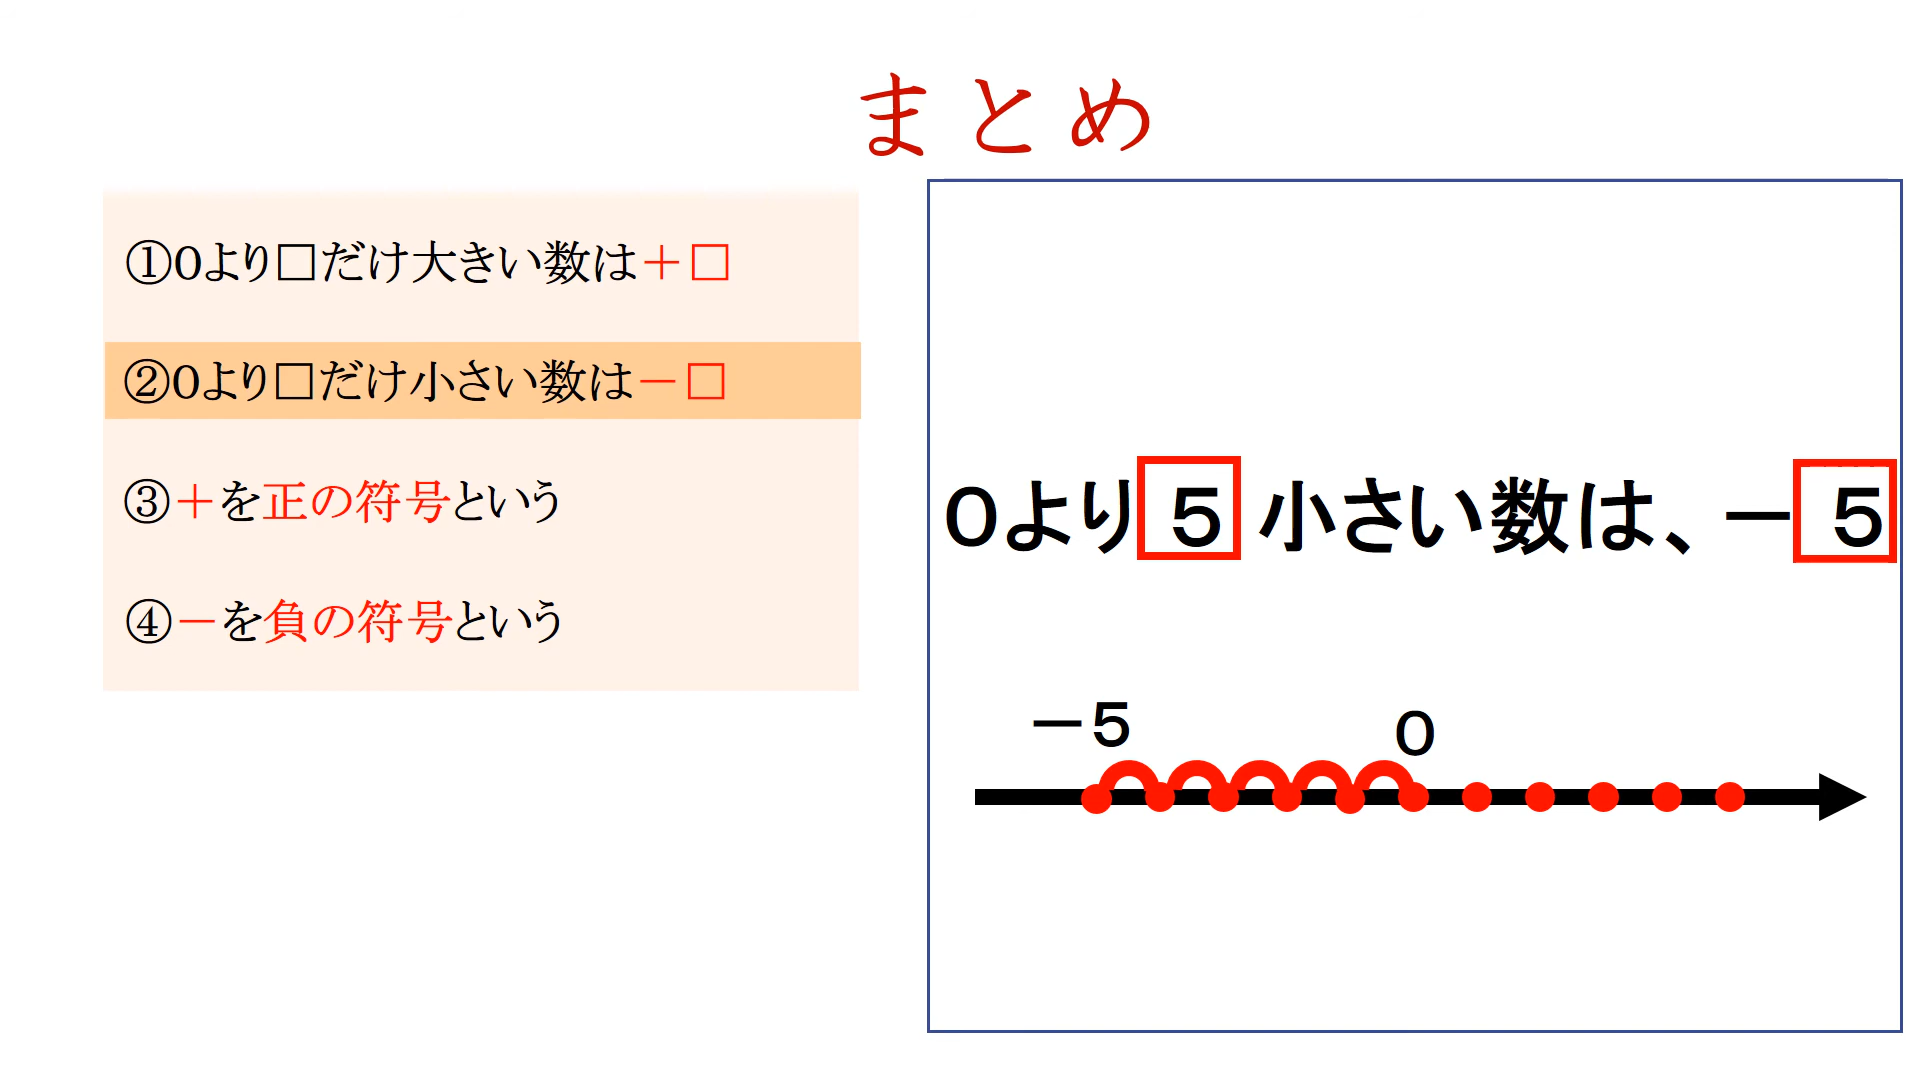 まとめ
①0より□だけ大きい数は＋□
②0より□だけ小さい数は－□
③＋を正の符号という
④－を負の符号という
0より5小さい数は、－5
－5
0